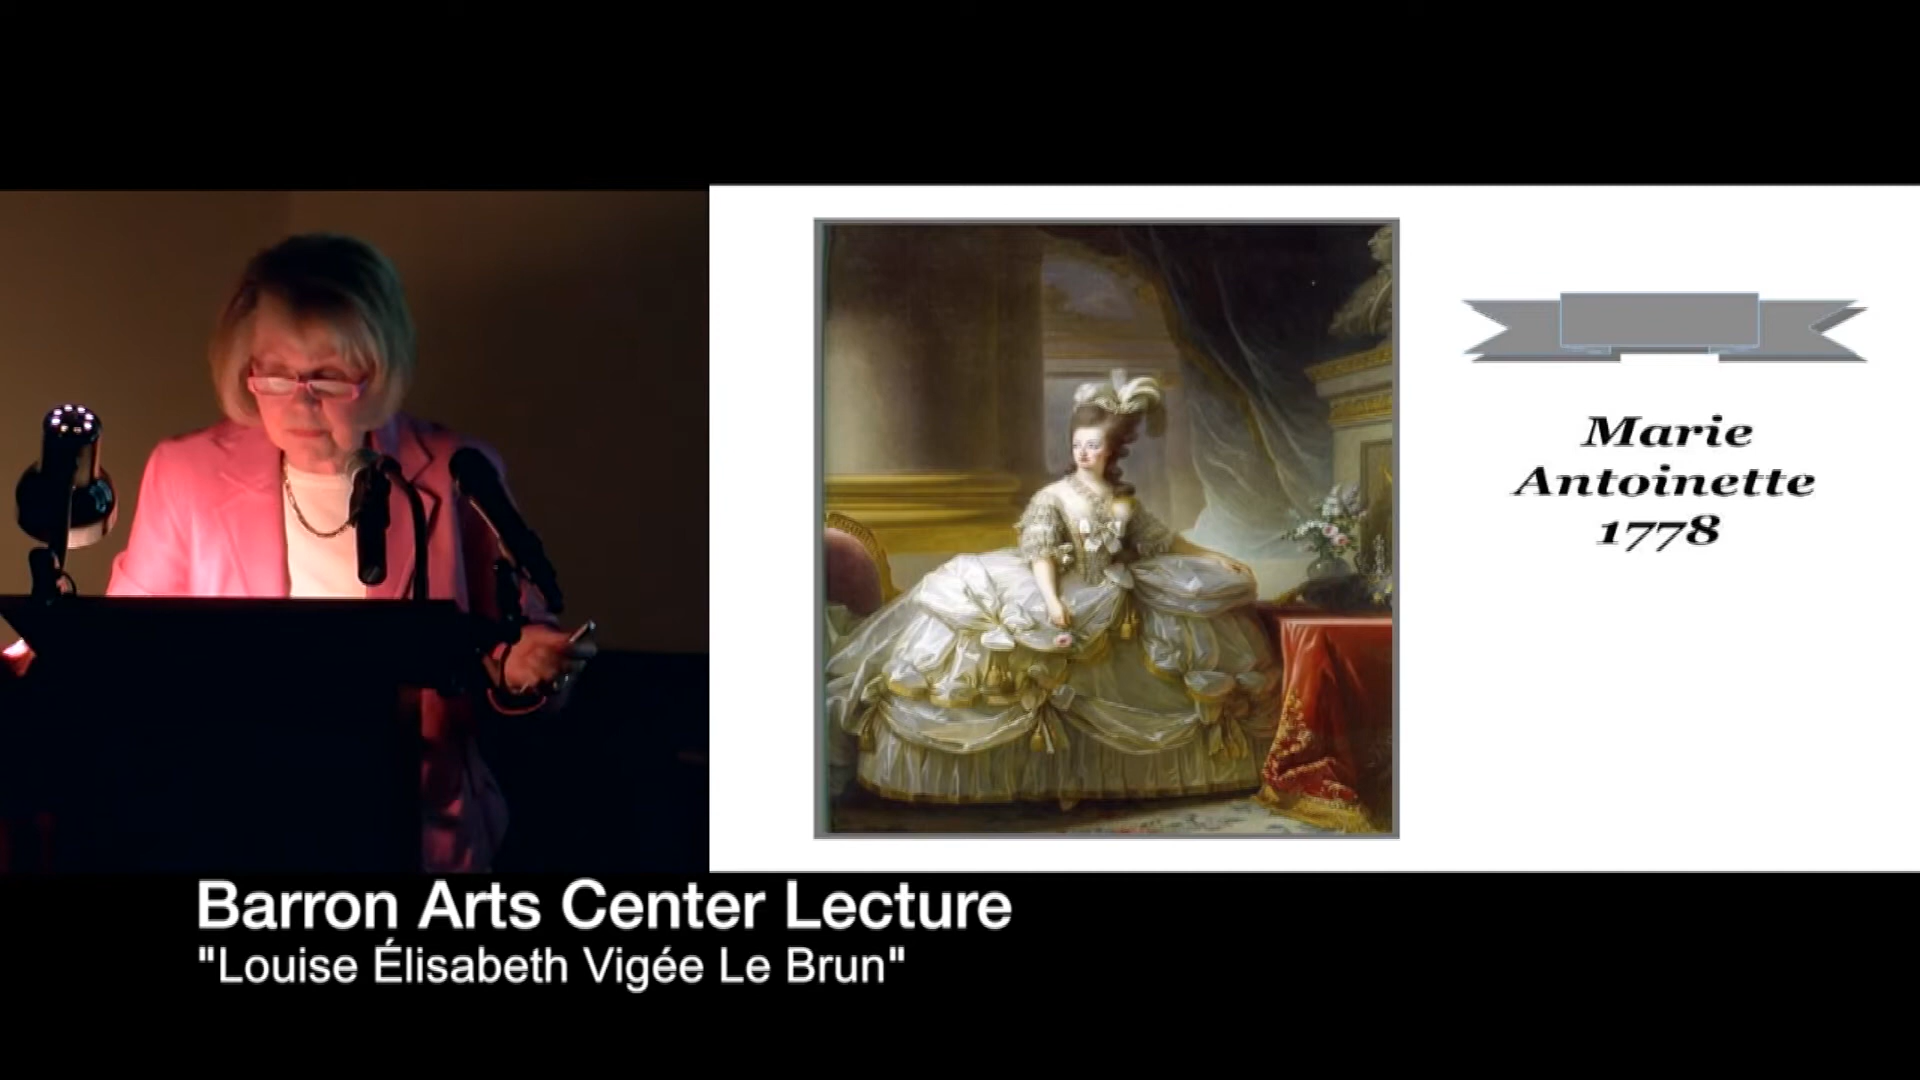 Marie
Antoinette
1778
Barron Arts Center Lecture
"Louise Élisabeth Vigée Le Brun"